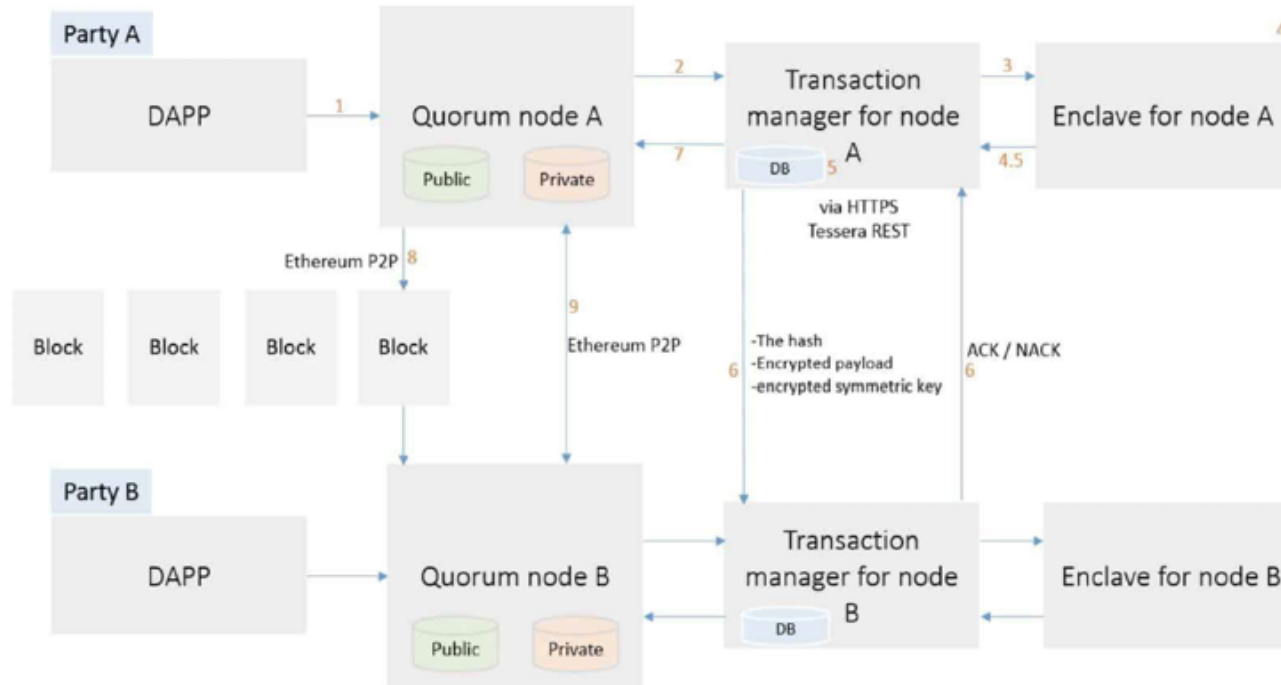 Party A
DAPP
1
Quorum node A
Public
Private
2
7
Transaction
manager for node
A
DB
5
via HTTPS
Tessera REST
3
4.5
4
Enclave for node A
Ethereum P2P
8
Block
Block
Block
Block
9
Ethereum P2P
6
-The hash
-Encrypted payload
-encrypted symmetric key
ACK / NACK
6
Party B
DAPP
Quorum node B
Public
Private
Transaction
manager for node
B
DB
Enclave for node B